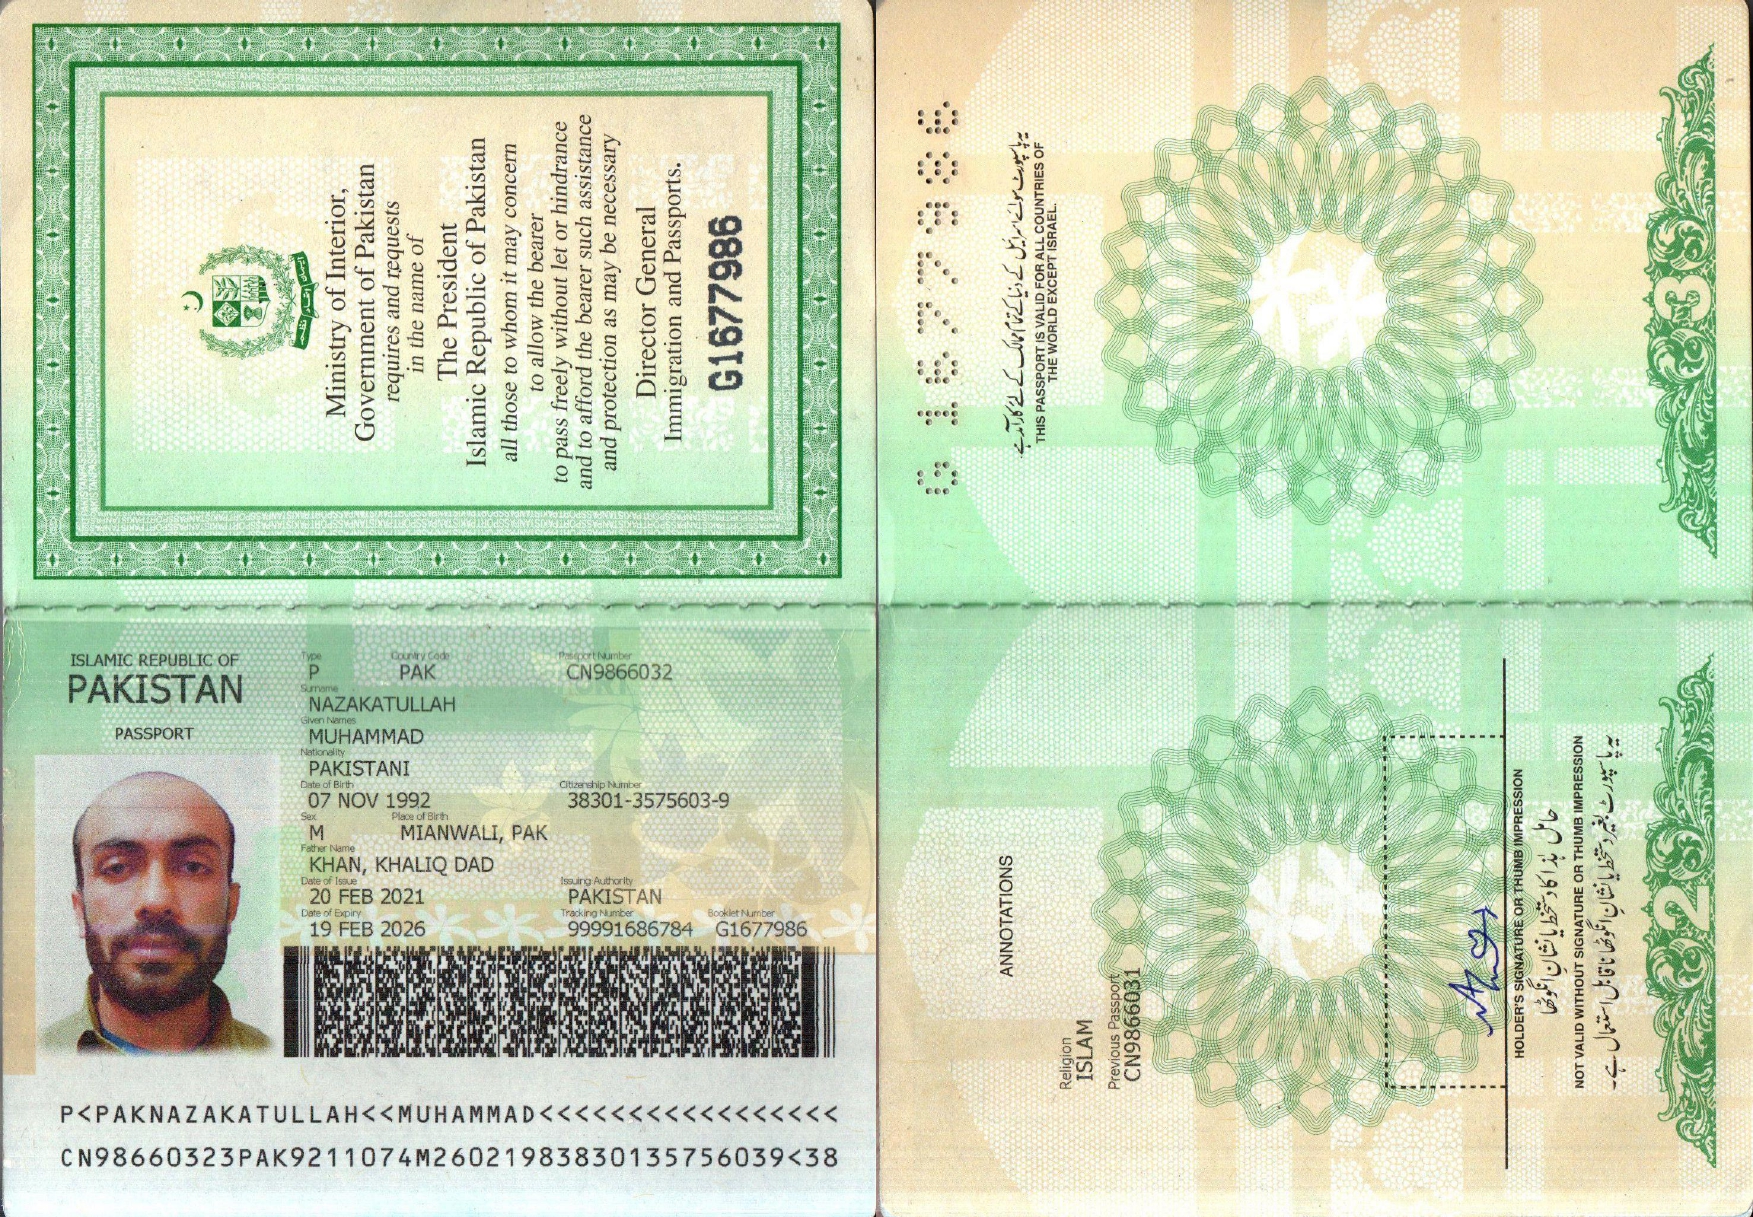 Ministry of Interior,
Government of Pakistan
requires and requests
in the name of
The President
Islamic Republic of Pakistan
all those to whom it may concern
to allow the bearer
to pass freely without let or hindrance
and to afford the bearer such assistance
and protection as may be necessary
Director General
Immigration and Passports.
G1677986
G1677986
یہ پاسپورٹ سوائے اسرائیل کے دنیا کے تمام ممالک کے لئے کارآمد ہے
THIS PASSPORT IS VALID FOR ALL COUNTRIES OF
THE WORLD EXCEPT ISRAEL.
3
ISLAMIC REPUBLIC OF
PAKISTAN
PASSPORT
Type Country Code Passport Number
P PAK CN9866032
Surname
NAZAKATULLAH
Given Names
MUHAMMAD
Nationality
PAKISTANI
Date of Birth Citizenship Number
07 NOV 1992 38301-3575603-9
Sex Place of Birth
M MIANWALI, PAK
Father Name
KHAN, KHALIQ DAD
Date of Issue Issuing Authority
20 FEB 2021 PAKISTAN
Date of Expiry Tracking Number Booklet Number
19 FEB 2026 99991686784 G1677986
P<PAKNAZAKATULLAH<<MUHAMMAD<<<<<<<<<<<<<<<<<
CN98660323PAK9211074M26021983830135756039<38
ANNOTATIONS
Religion
ISLAM
Previous Passport
CN9866031
HOLDER'S SIGNATURE OR THUMB IMPRESSION
حامل ہذا کا دستخط یا نشان انگوٹھا
NOT VALID WITHOUT SIGNATURE OR THUMB IMPRESSION
یہ پاسپورٹ بغیر دستخط یا نشان انگوٹھا ناقابل استعمال ہے۔
2